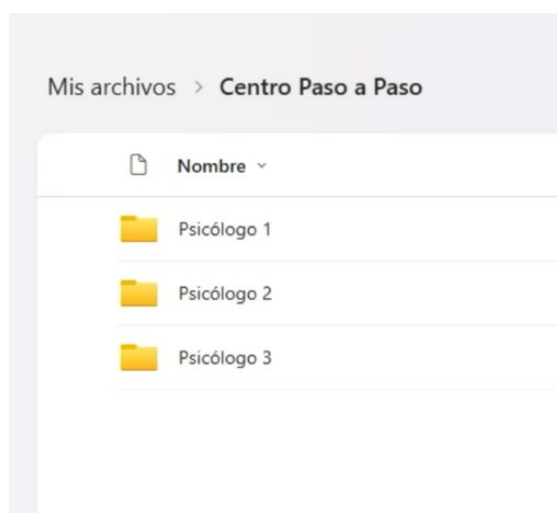 Mis archivos > Centro Paso a Paso
Nombre
Psicólogo 1
Psicólogo 2
Psicólogo 3